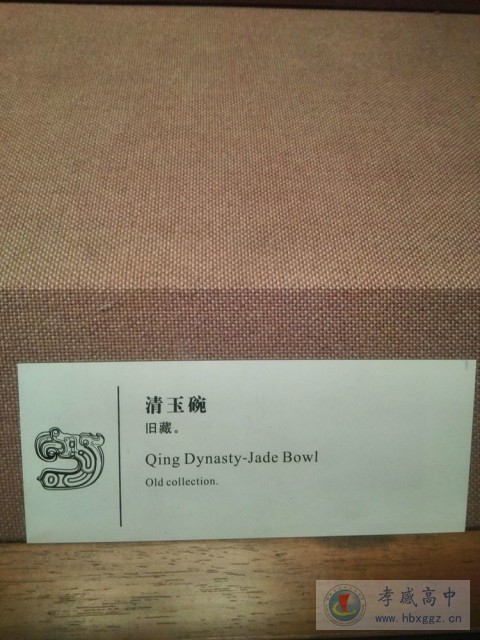 清玉碗
旧藏。
Qing Dynasty-Jade Bowl
Old collection.
孝感高中
www.hbxggz.cn